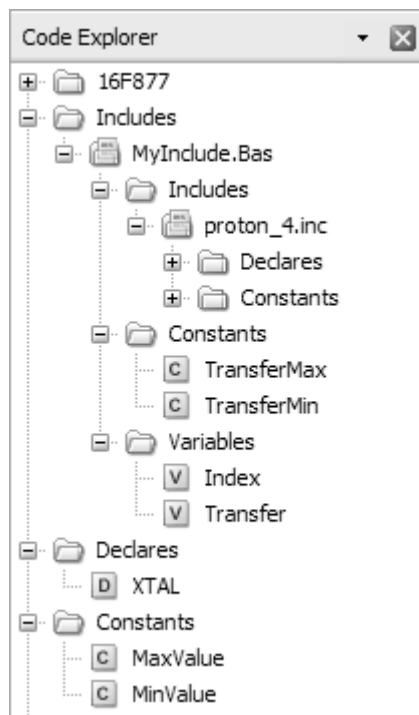 Code Explorer
16F877
Includes
MyInclude.Bas
Includes
proton_4.inc
Declares
Constants
Constants
C TransferMax
C TransferMin
Variables
V Index
V Transfer
Declares
D XTAL
Constants
C MaxValue
C MinValue